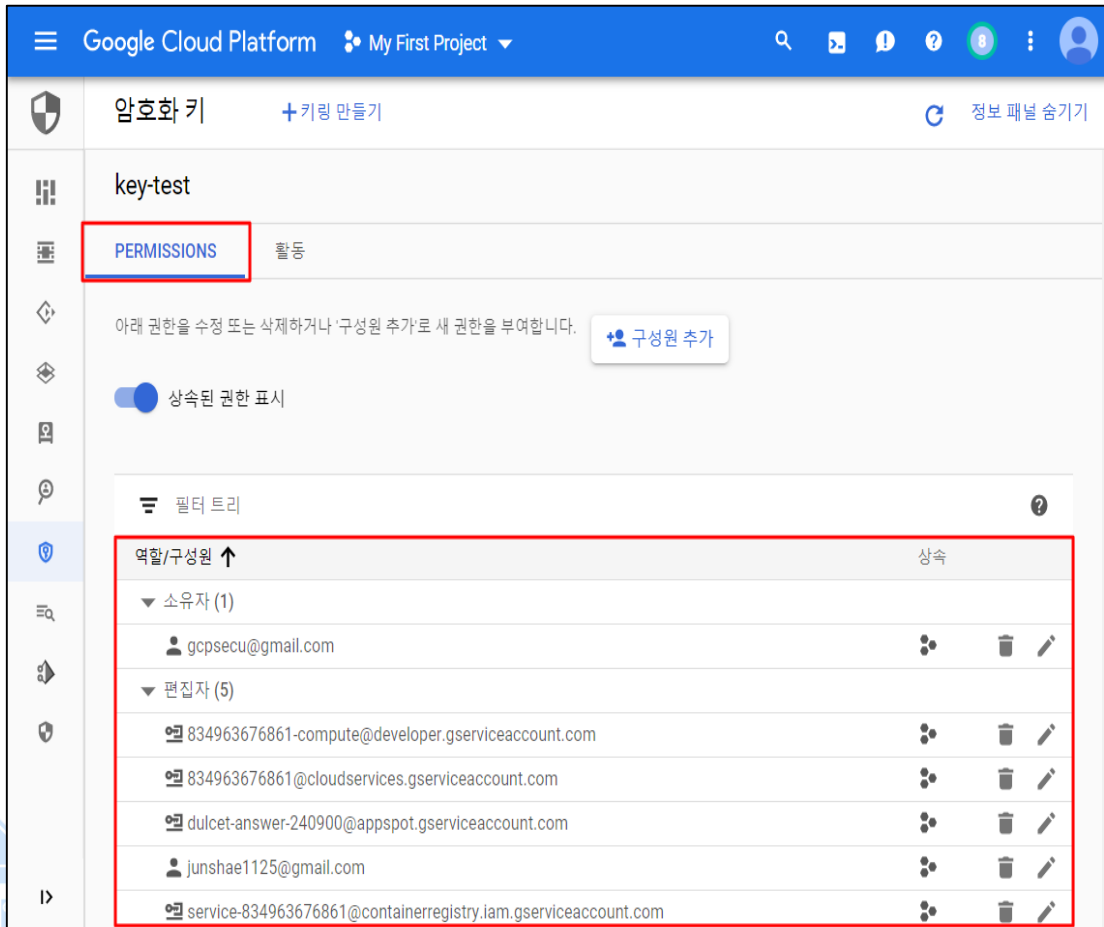 Google Cloud Platform My First Project 8
암호화 키 키링 만들기 정보 패널 숨기기
key-test
PERMISSIONS 활동
아래 권한을 수정 또는 삭제하거나 '구성원 추가'로 새 권한을 부여합니다. 구성원 추가
상속된 권한 표시
필터 트리
역할/구성원 상속
소유자 (1)
gcpsecu@gmail.com
편집자 (5)
834963676861-compute@developer.gserviceaccount.com
834963676861@cloudservices.gserviceaccount.com
dulcet-answer-240900@appspot.gserviceaccount.com
junshae1125@gmail.com
service-834963676861@containerregistry.iam.gserviceaccount.com